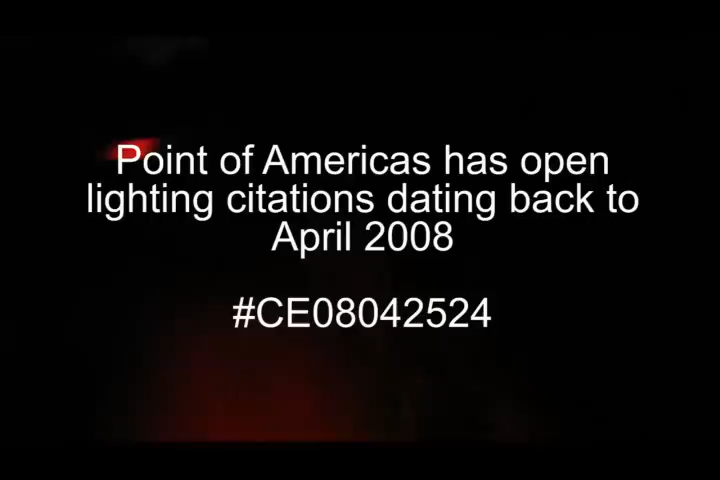 Point of Americas has open
lighting citations dating back to
April 2008
#CE08042524